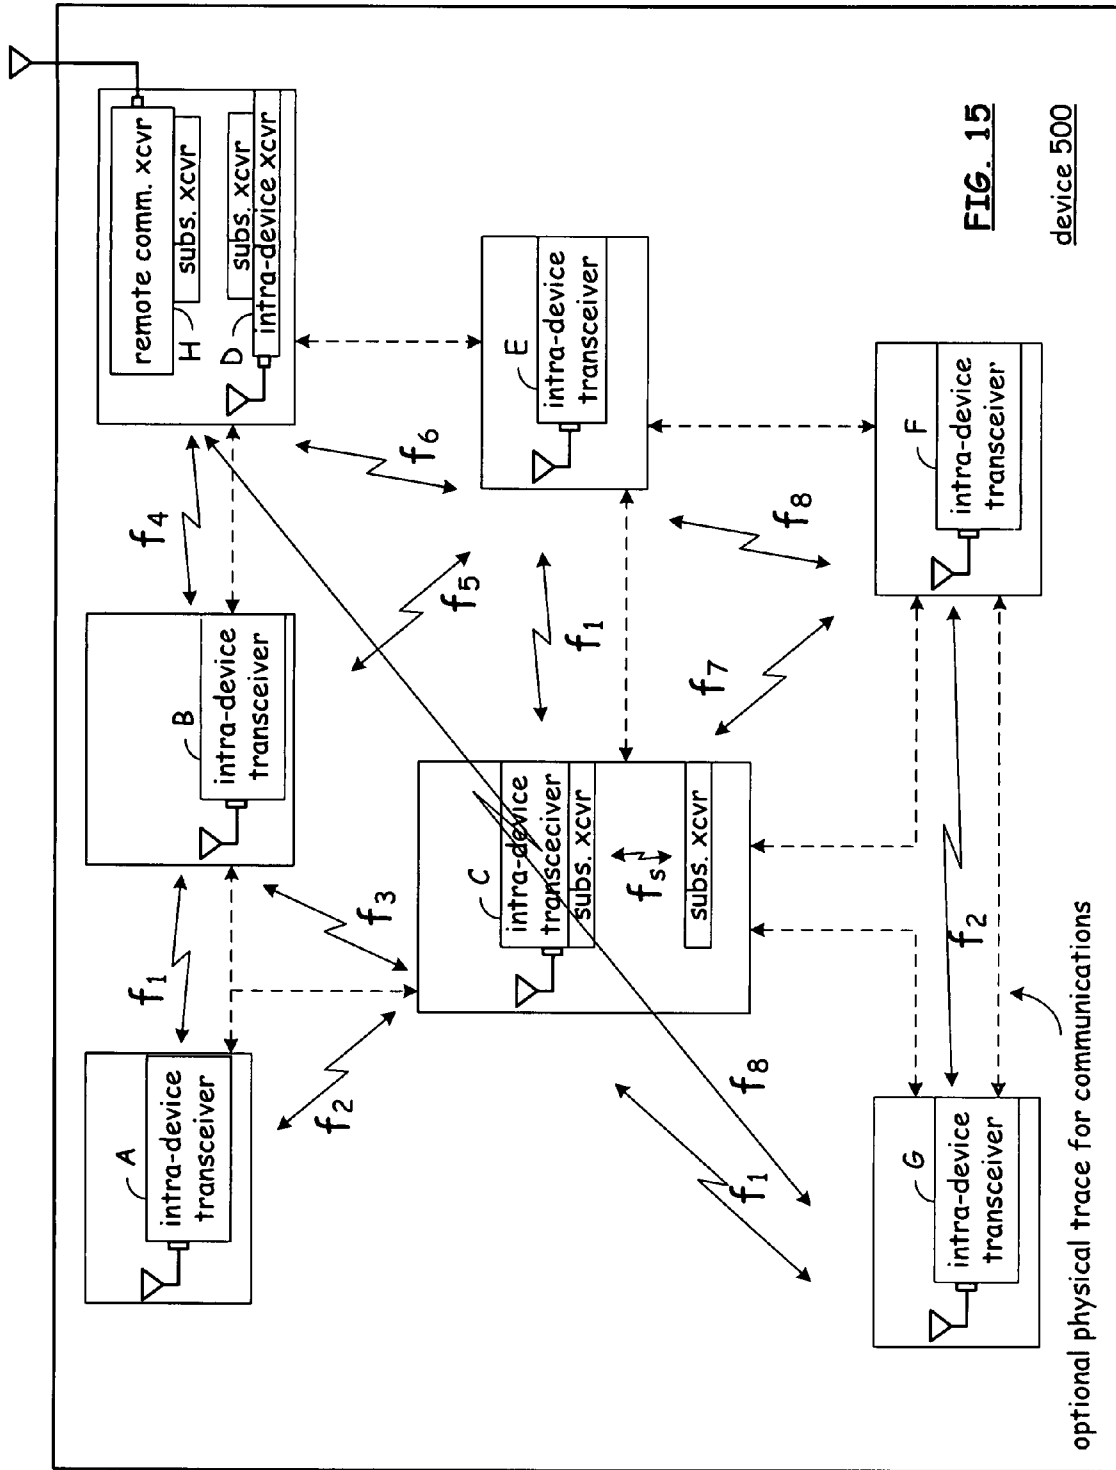 A
intra-device
transceiver
f1
B
intra-device
transceiver
f4
remote comm. xcvr
H
subs. xcvr
D
subs. xcvr
intra-device xcvr
f2
f3
f5
f6
C
intra-device
transceciver
subs. xcvr
fs
subs. xcvr
f1
E
intra-device
transceiver
f1
f8
f7
f8
G
intra-device
transceiver
f2
F
intra-device
transceiver
optional physical trace for communications
FIG. 15
device 500